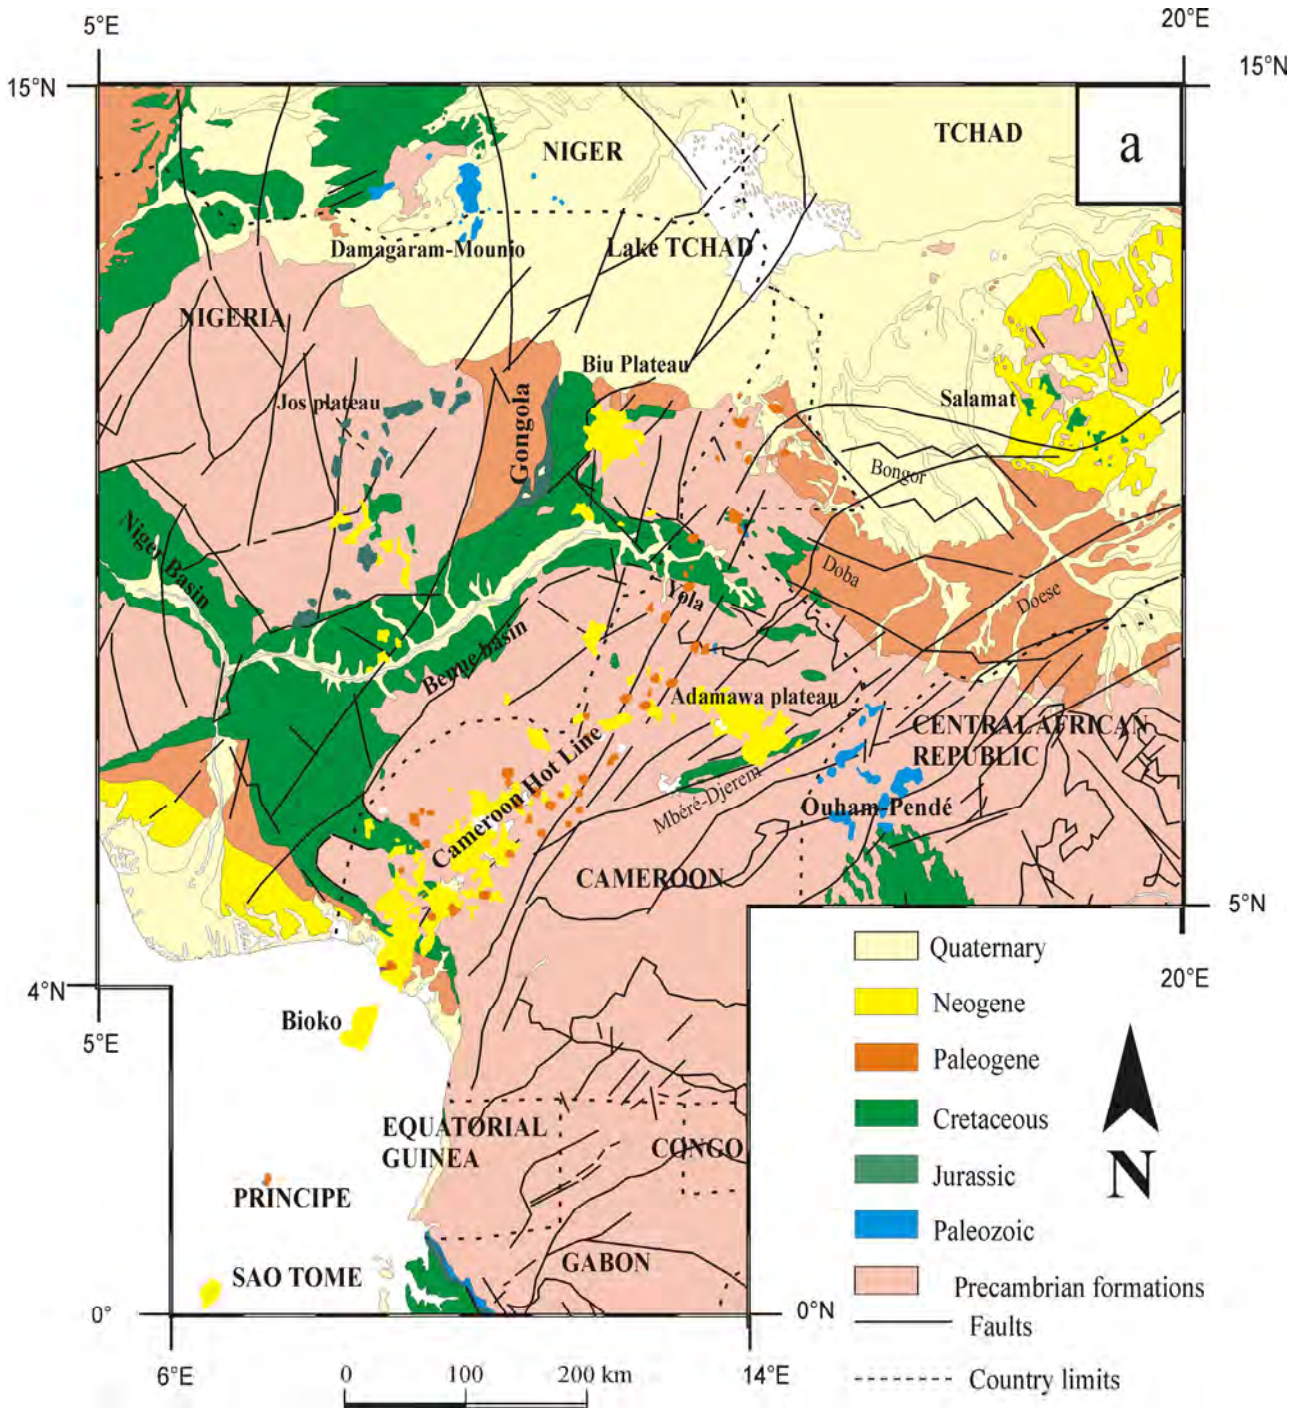 5°E
20°E
15°N
15°N
a
TCHAD
NIGER
Damagaram-Mounio
Lake TCHAD
NIGERIA
Biu Plateau
Jos plateau
Salamat
Gongola
Bongor
Niger Basin
Doba
Yola
Doese
Benue basin
Adamawa plateau
CENTRAL AFRICAN
REPUBLIC
Cameroon Hot Line
Mbéré-Djerem
Ouham-Pendé
CAMEROON
5°N
Quaternary
20°E
4°N
Neogene
Bioko
5°E
Paleogene
Cretaceous
EQUATORIAL
GUINEA
CONGO
Jurassic
N
PRINCIPE
Paleozoic
GABON
SAO TOME
Precambrian formations
0°
0°N
Faults
6°E
0 100 200 km
14°E
Country limits